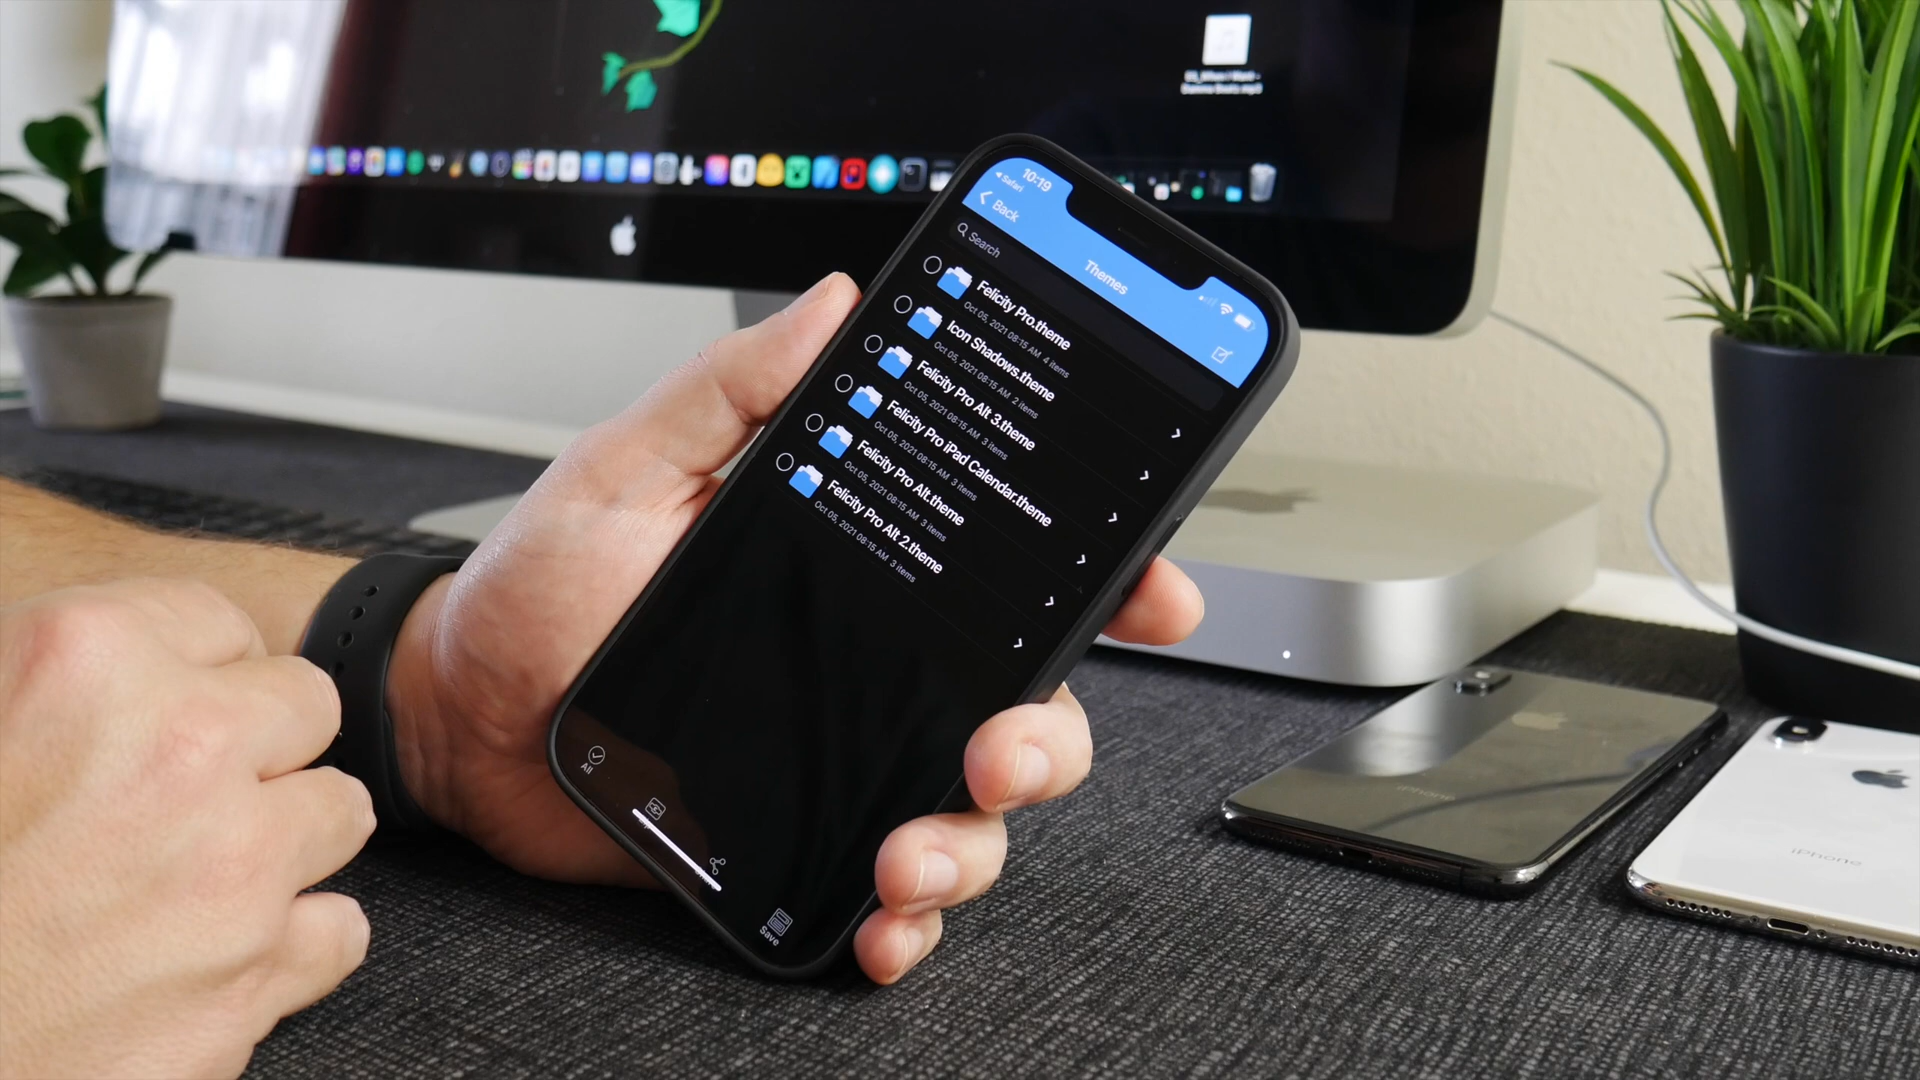 10:19
Safari
Back
Search
Themes
Felicity Pro.theme
Oct 05, 2021 08:15 AM 4 items
Icon Shadows.theme
Oct 05, 2021 08:15 AM 2 items
Felicity Pro Alt 3.theme
Oct 05, 2021 08:15 AM 3 items
Felicity Pro iPad Calendar.theme
Oct 05, 2021 08:15 AM 3 items
Felicity Pro Alt.theme
Oct 05, 2021 08:15 AM 3 items
Felicity Pro Alt 2.theme
Oct 05, 2021 08:15 AM 3 items
All
Save
iPhone
iPhone